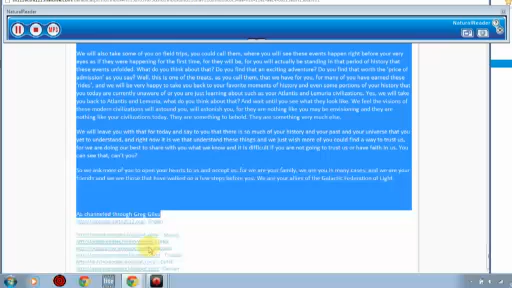 NaturalReader
MP3
NaturalReader
We will also take some of you on field trips, you could call them, where you will see these events happen right before your very
eyes as if they were happening for the first time, for they will be, for you will actually be standing in that period of history that
these events unfolded. What do you think about that? Do you find that an exciting adventure? Do you find that worth the 'price of
admission' as you say? Well, this is one of the treats, as you call them, that we have for you, for many of you have earned these
'rides', and we will be happy to take you back to your favorite moments of history and even some portions of your history that
you today are currently unaware of or you are just learning about such as your Atlantis and Lemuria civilizations. Yes, we will take
you back to Atlantis and Lemuria, what do you think about that? And wait until you see what they look like. We feel the visions of
these modern civilizations will astound you, will astonish you, for they are nothing like you may be envisioning and they are
nothing like your civilizations today. They are something to behold. They are something very much else.
We will leave you with that for today and say to you that there is so much of your history and your past and your universe that you
yet to understand, and right now it is we that understand these things and we just wish more of you could find a way to trust us,
for we are doing our best to share with you what we know and it is difficult if you are not going to trust us or have faith in us. You
can see that, can't you?
So we ask more of you to open your hearts to us and accept us, for we are your family, we are you in many cases, and we are your
friends and we are those that have walked on a few steps before you. We are your allies of the Galactic Federation of Light.
As channeled through Greg Giles